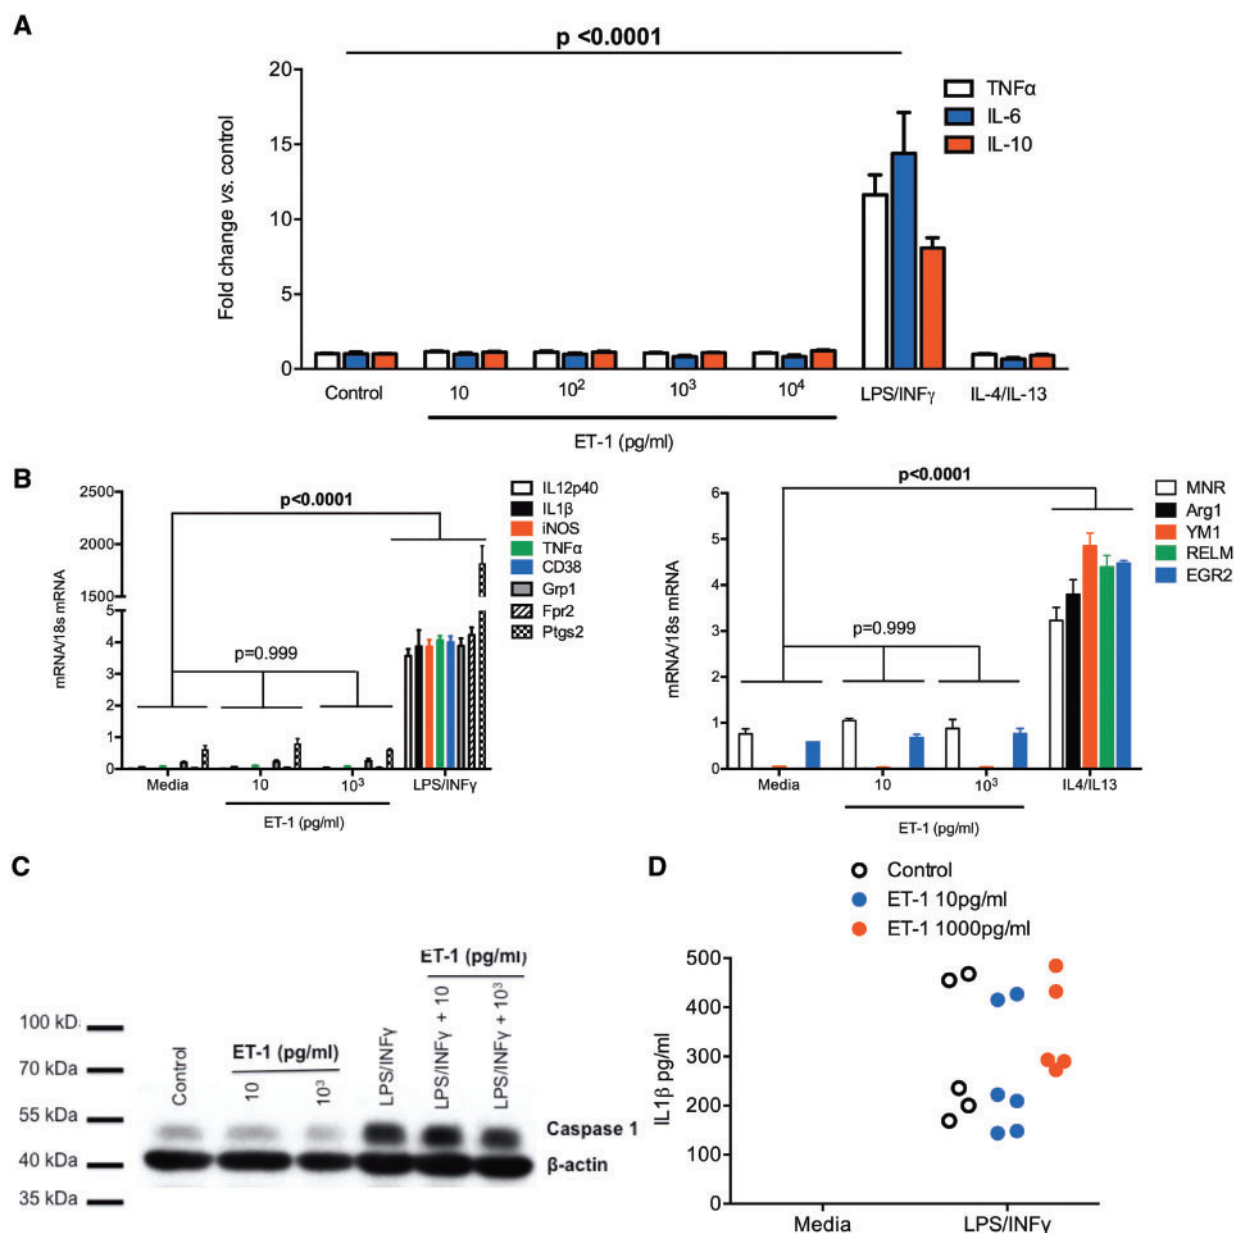 A
p <0.0001
20
15
10
5
0
Fold change vs. control
TNFα
IL-6
IL-10
Control
10
10²
10³
10⁴
LPS/INFγ
IL-4/IL-13
ET-1 (pg/ml)
B
2500
2000
1500
5
4
3
2
1
0
mRNA/18s mRNA
p<0.0001
p=0.999
IL12p40
IL1β
iNOS
TNFα
CD38
Grp1
Fpr2
Ptgs2
Media
10
10³
LPS/INFγ
ET-1 (pg/ml)
6
5
4
3
2
1
0
mRNA/18s mRNA
p<0.0001
p=0.999
MNR
Arg1
YM1
RELM
EGR2
Media
10
10³
IL4/IL13
ET-1 (pg/ml)
C
100 kDa
70 kDa
55 kDa
40 kDa
35 kDa
Control
ET-1 (pg/ml)
10
10³
LPS/INFγ
ET-1 (pg/ml)
LPS/INFγ + 10
LPS/INFγ + 10³
Caspase 1
β-actin
D
Control
ET-1 10pg/ml
ET-1 1000pg/ml
500
400
300
200
100
0
IL1β pg/ml
Media
LPS/INFγ